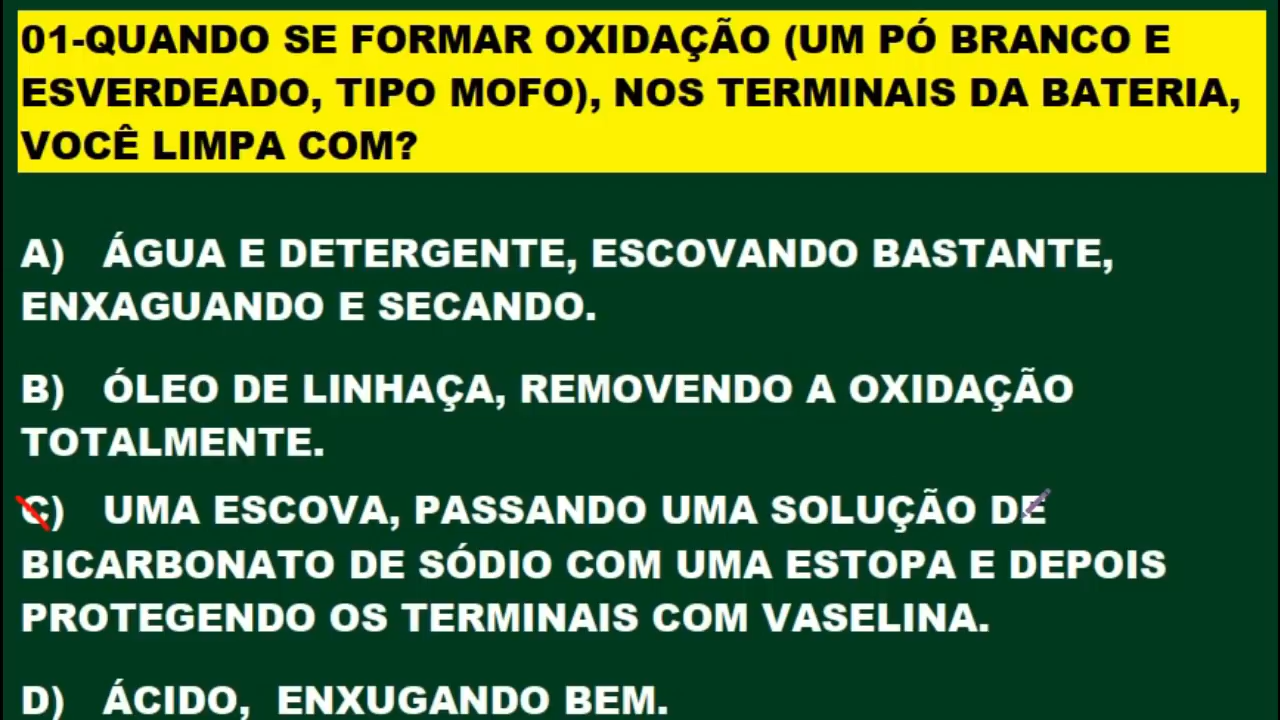 01-QUANDO SE FORMAR OXIDAÇÃO (UM PÓ BRANCO E
ESVERDEADO, TIPO MOFO), NOS TERMINAIS DA BATERIA,
VOCÊ LIMPA COM?
A) ÁGUA E DETERGENTE, ESCOVANDO BASTANTE,
ENXAGUANDO E SECANDO.
B) ÓLEO DE LINHAÇA, REMOVENDO A OXIDAÇÃO
TOTALMENTE.
C) UMA ESCOVA, PASSANDO UMA SOLUÇÃO DE
BICARBONATO DE SÓDIO COM UMA ESTOPA E DEPOIS
PROTEGENDO OS TERMINAIS COM VASELINA.
D) ÁCIDO, ENXUGANDO BEM.